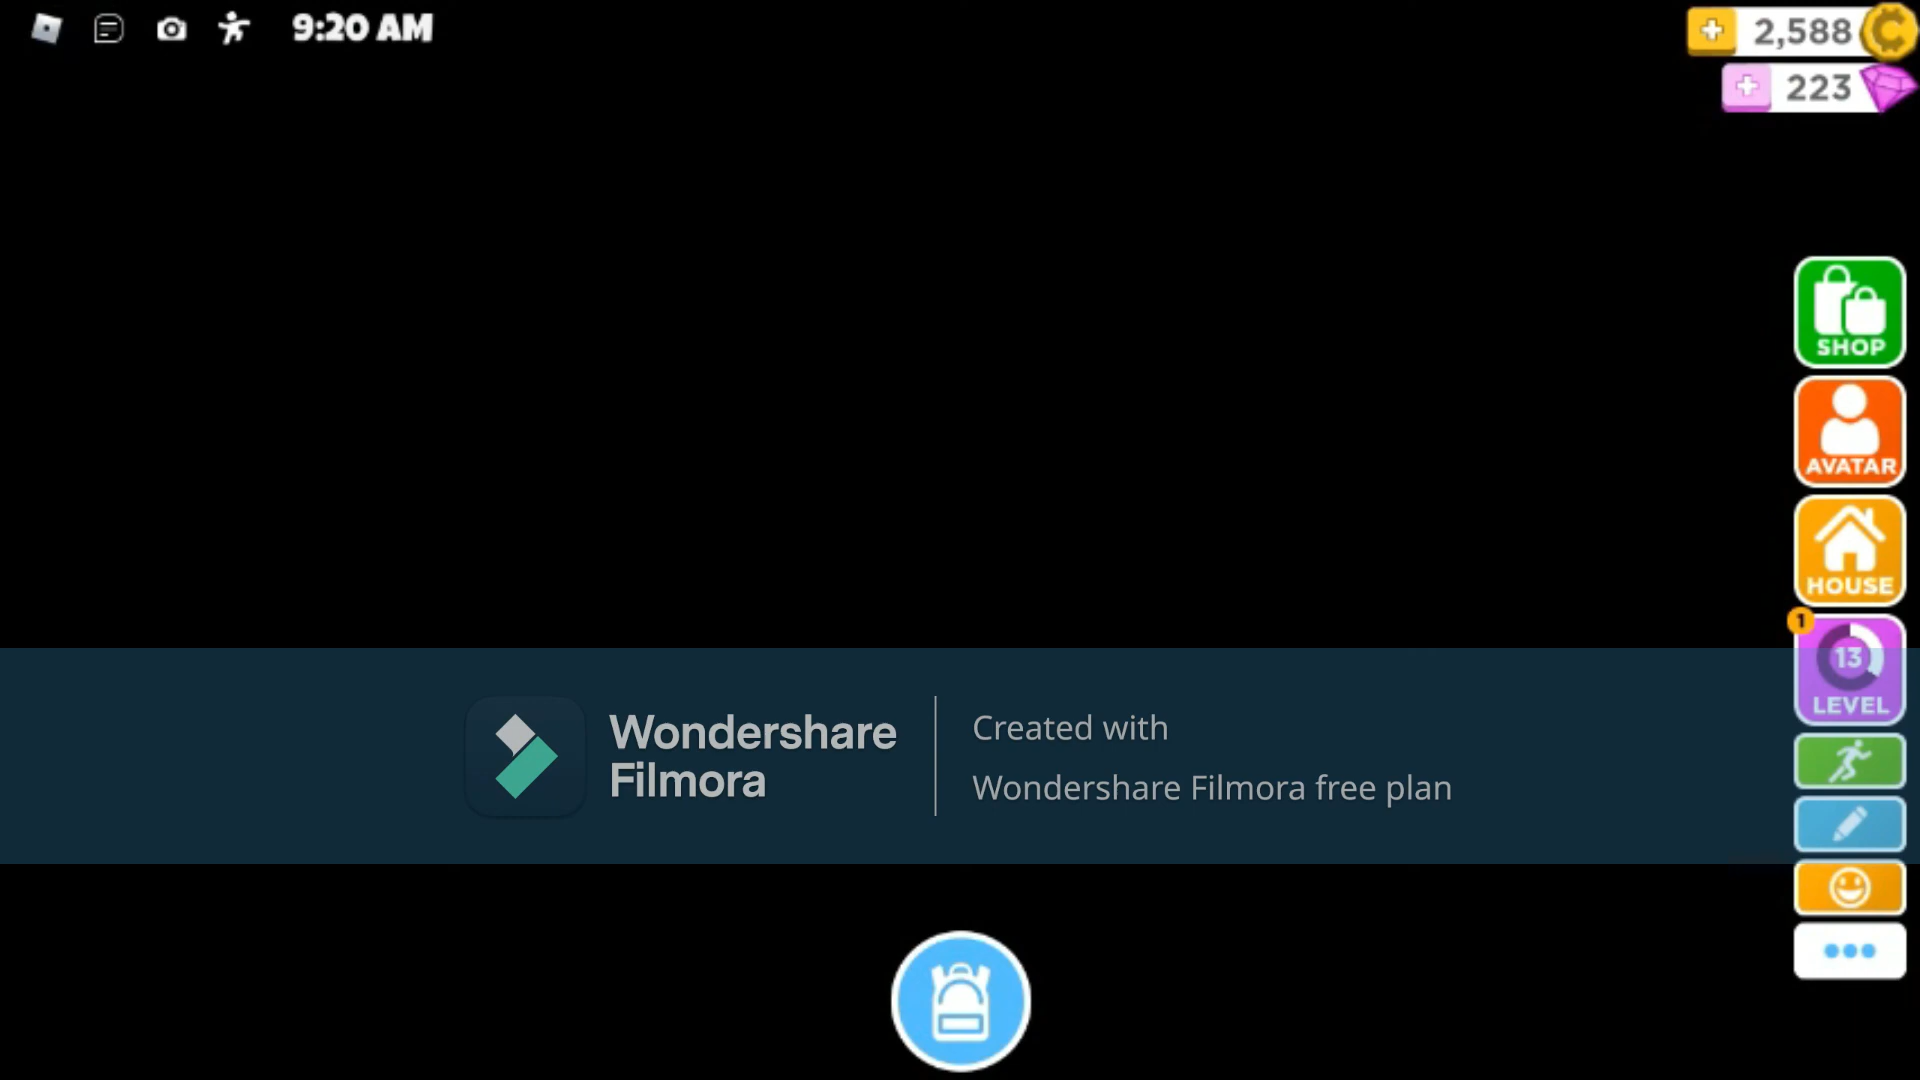 9:20 AM
2,588
223
SHOP
AVATAR
HOUSE
1
13
LEVEL
Wondershare
Filmora
Created with
Wondershare Filmora free plan